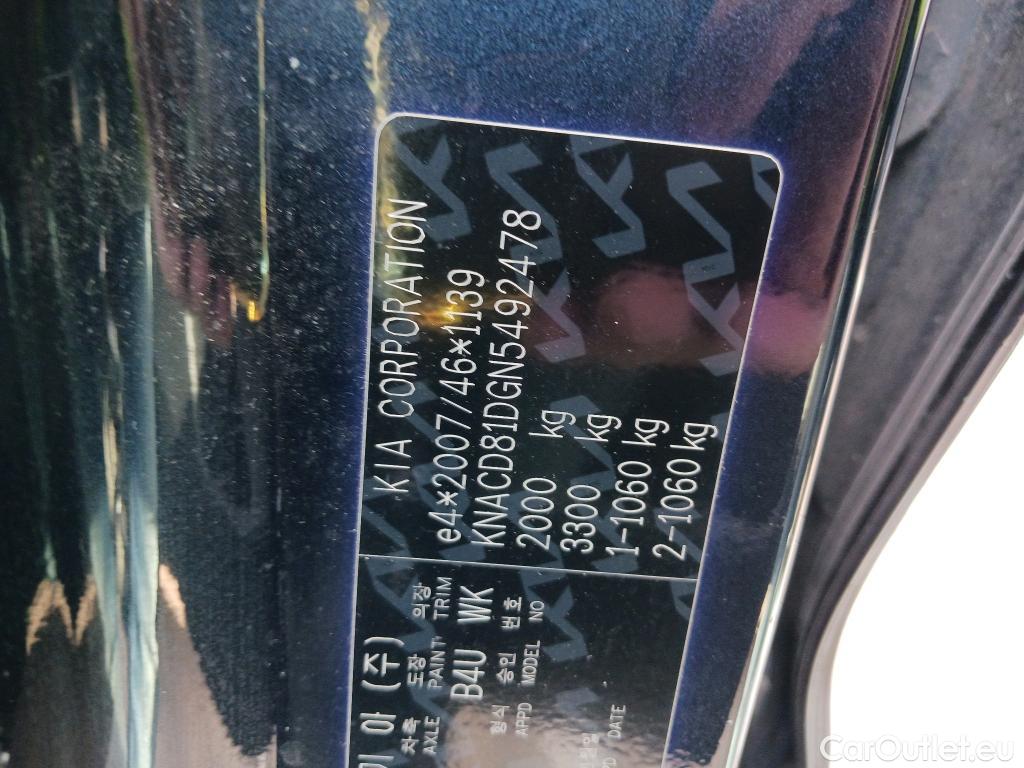 KIA CORPORATION
e4*2007/46*1139
KNACD81DGN5492478
2000 kg
3300 kg
1-1060 kg
2-1060 kg
아 (주)
차축 도장 의장
AXLE PAINT TRIM
B4U WK
형식 승인 번호
APPD MODEL NO
DATE
CarOutlet.eu